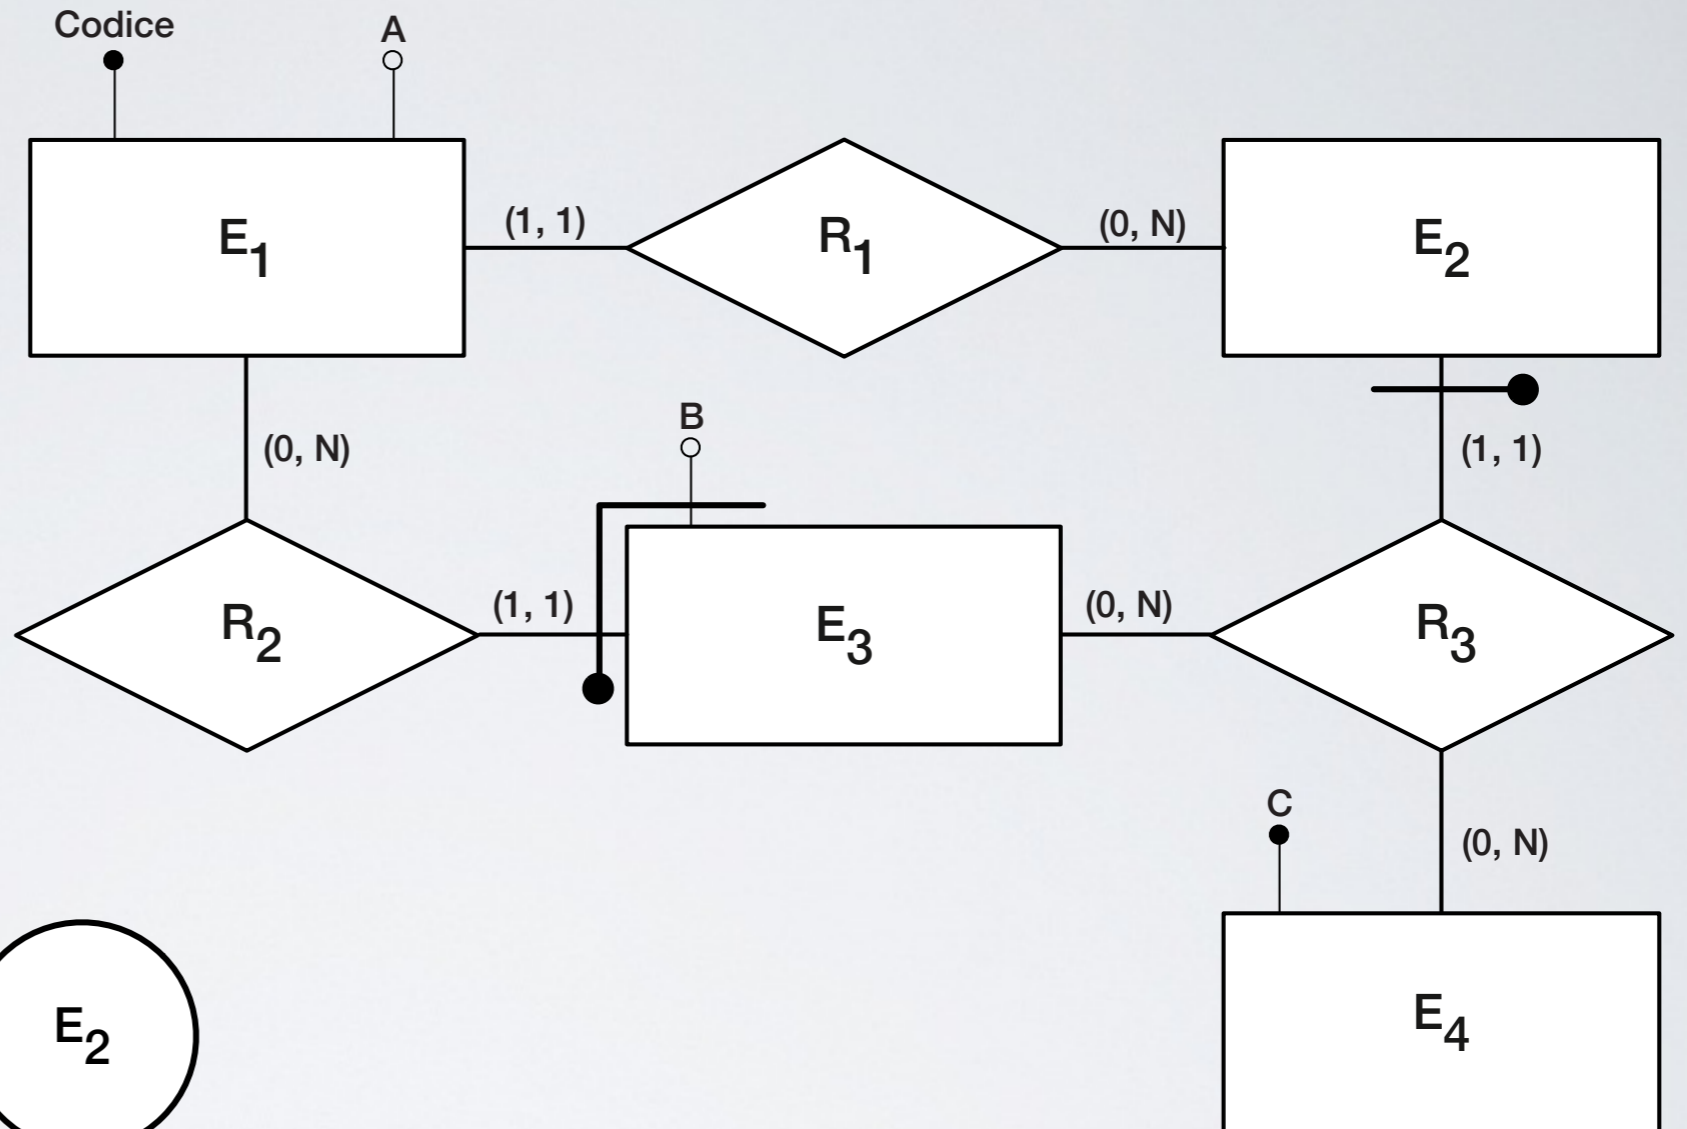 Codice
A
E1
(1, 1)
R1
(0, N)
E2
(0, N)
B
(1, 1)
R2
(1, 1)
E3
(0, N)
R3
C
(0, N)
E2
E4